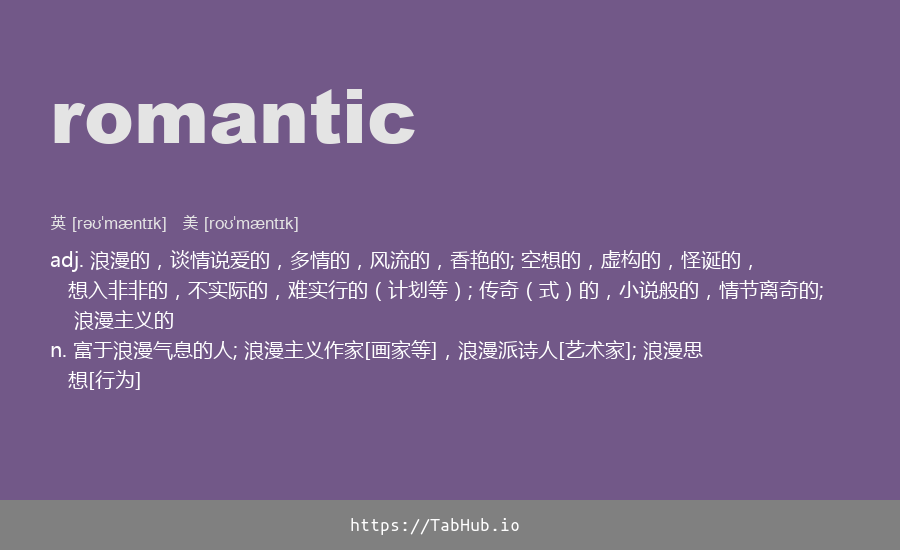 romantic
英 [rəʊˈmæntɪk] 美 [roʊˈmæntɪk]
adj. 浪漫的，谈情说爱的，多情的，风流的，香艳的; 空想的，虚构的，怪诞的，
想入非非的，不实际的，难实行的（计划等）; 传奇（式）的，小说般的，情节离奇的;
浪漫主义的
n. 富于浪漫气息的人; 浪漫主义作家[画家等]，浪漫派诗人[艺术家]; 浪漫思
想[行为]
https://TabHub.io